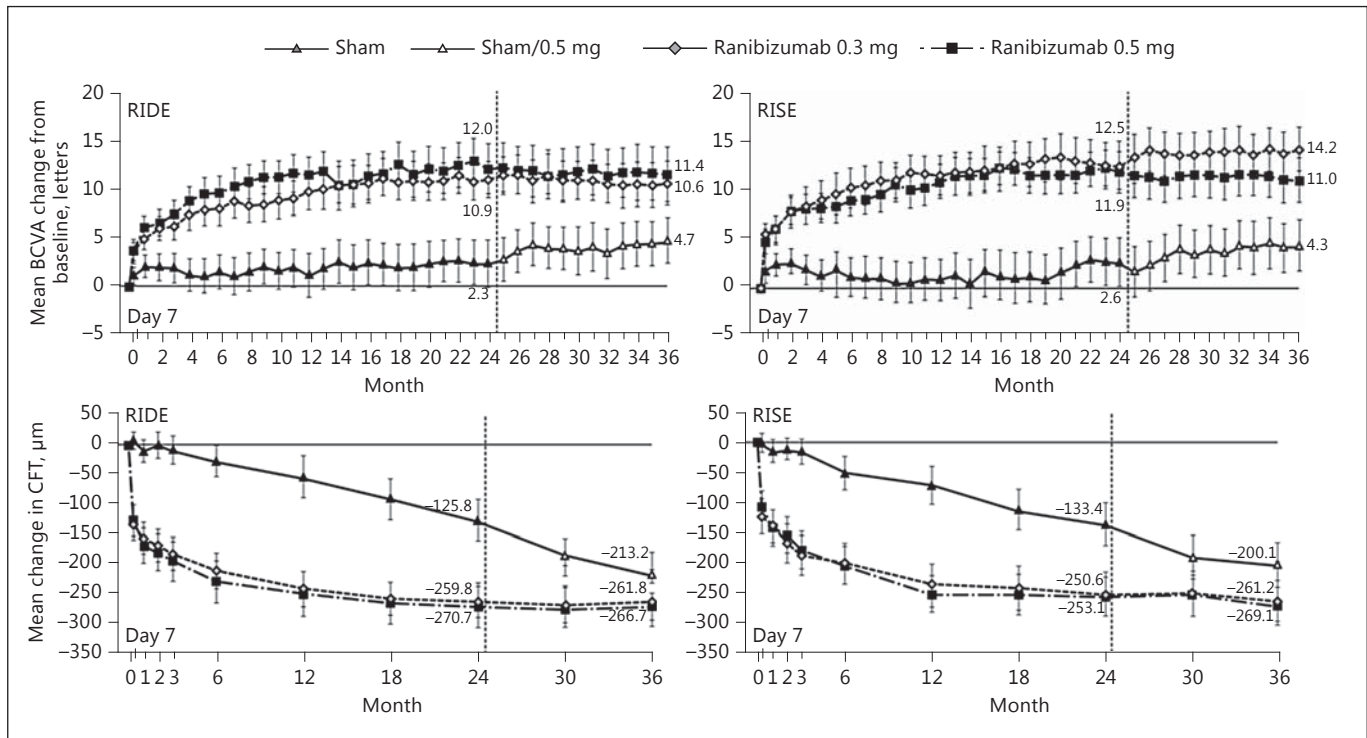 Sham Sham/0.5 mg Ranibizumab 0.3 mg Ranibizumab 0.5 mg
Mean BCVA change from
baseline, letters
20
15
10
5
0
–5
RIDE
12.0
10.9
2.3
11.4
10.6
4.7
Day 7
0 2 4 6 8 10 12 14 16 18 20 22 24 26 28 30 32 34 36
Month
20
15
10
5
0
–5
RISE
12.5
11.9
2.6
14.2
11.0
4.3
Day 7
0 2 4 6 8 10 12 14 16 18 20 22 24 26 28 30 32 34 36
Month
Mean change in CFT, μm
50
0
–50
–100
–150
–200
–250
–300
–350
RIDE
–125.8
–213.2
–259.8
–261.8
–270.7
–266.7
Day 7
0 1 2 3 6 12 18 24 30 36
Month
50
0
–50
–100
–150
–200
–250
–300
–350
RISE
–133.4
–200.1
–250.6
–261.2
–253.1
–269.1
Day 7
0 1 2 3 6 12 18 24 30 36
Month